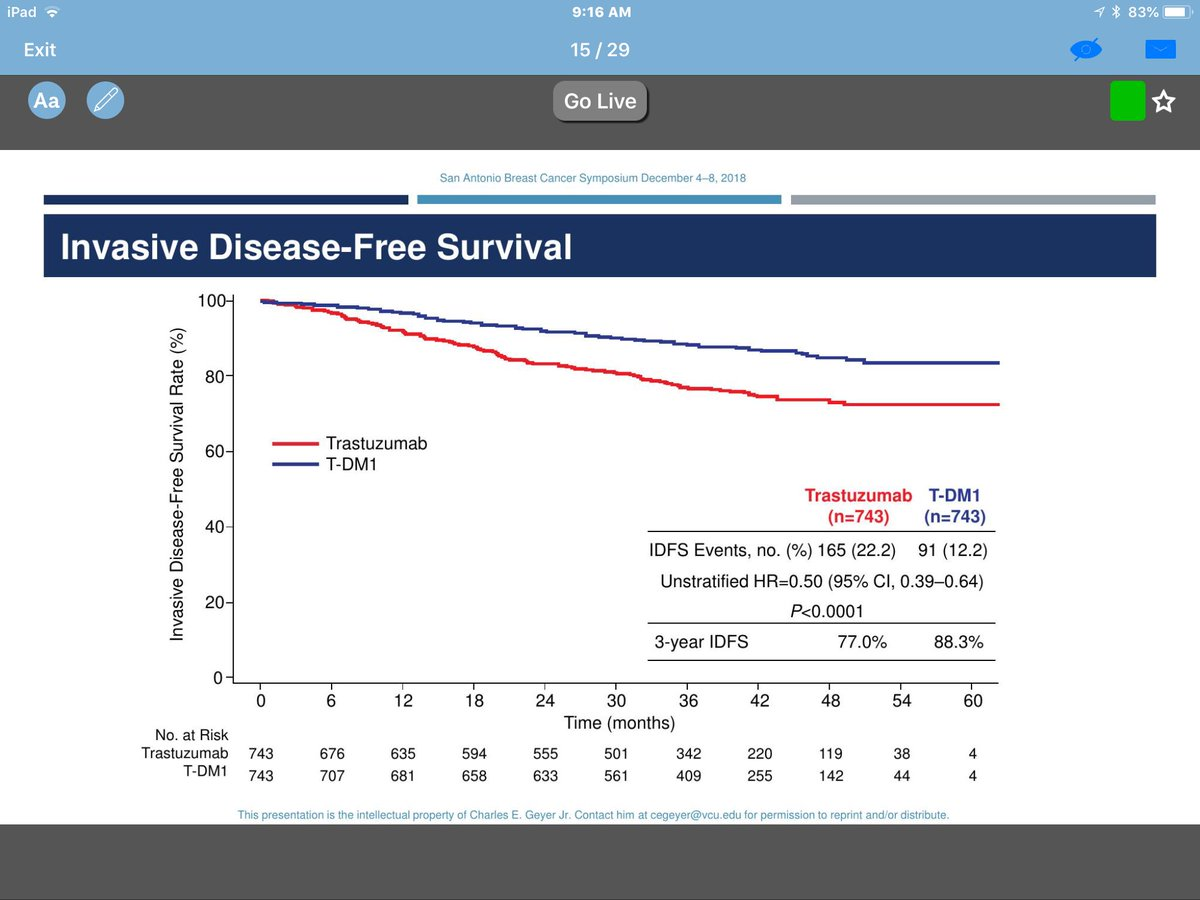 iPad 9:16 AM 83%
Exit 15 / 29
Aa Go Live
San Antonio Breast Cancer Symposium December 4–8, 2018
Invasive Disease-Free Survival
Invasive Disease-Free Survival Rate (%)
100
80
60
40
20
0
Trastuzumab
T-DM1
Trastuzumab T-DM1
(n=743) (n=743)
IDFS Events, no. (%) 165 (22.2) 91 (12.2)
Unstratified HR=0.50 (95% CI, 0.39–0.64)
P<0.0001
3-year IDFS 77.0% 88.3%
0 6 12 18 24 30 36 42 48 54 60
Time (months)
No. at Risk
Trastuzumab 743 676 635 594 555 501 342 220 119 38 4
T-DM1 743 707 681 658 633 561 409 255 142 44 4
This presentation is the intellectual property of Charles E. Geyer Jr. Contact him at cegeyer@vcu.edu for permission to reprint and/or distribute.